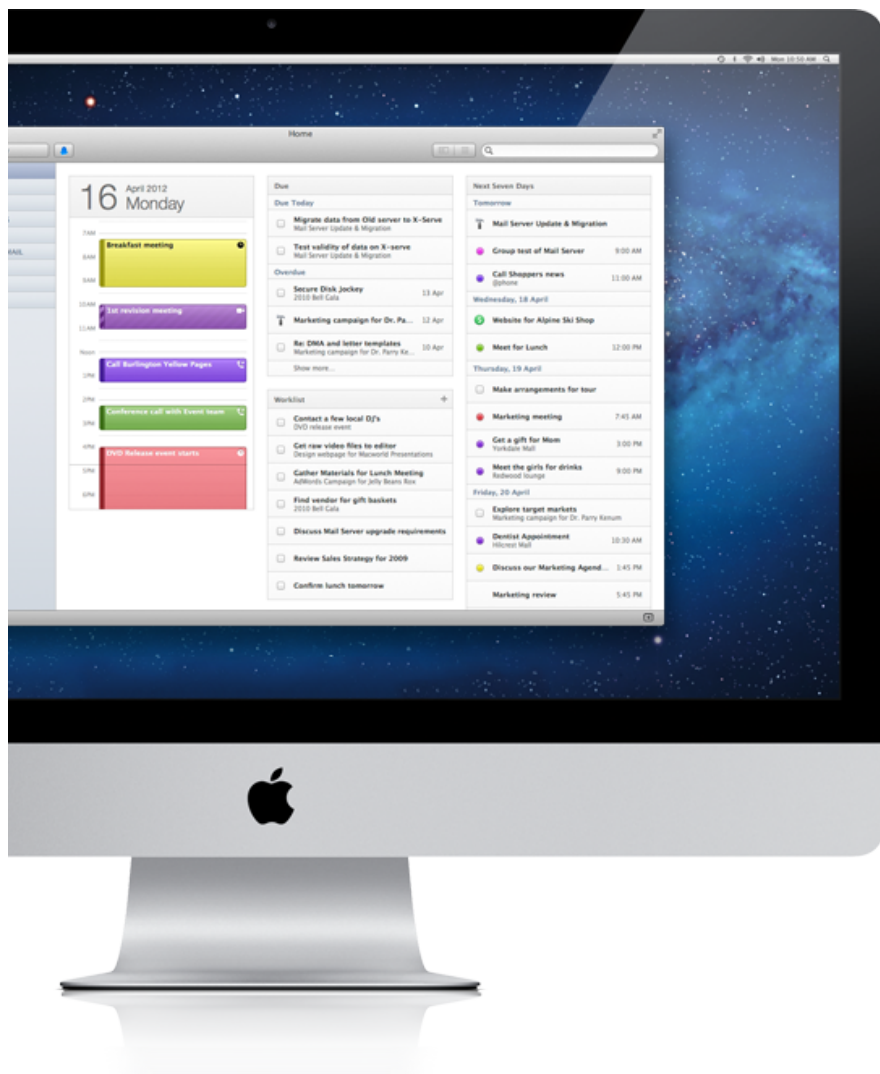 Mon 10:50 AM
Home
MAIL
16
April 2012
Monday
7AM
8AM
9AM
10AM
11AM
Noon
1PM
2PM
3PM
4PM
5PM
6PM
Breakfast meeting
1st revision meeting
Call Burlington Yellow Pages
Conference call with Event team
DVD Release event starts
Due
Due Today
Migrate data from Old server to X-Serve
Mail Server Update & Migration
Test validity of data on X-serve
Mail Server Update & Migration
Overdue
Secure Disk Jockey 13 Apr
2010 Bell Gala
Marketing campaign for Dr. Pa... 12 Apr
Re: DMA and letter templates 10 Apr
Marketing campaign for Dr. Parry Ke...
Show more...
Worklist +
Contact a few local DJ's
DVD release event
Get raw video files to editor
Design webpage for Macworld Presentations
Gather Materials for Lunch Meeting
AdWords Campaign for Jelly Beans Rox
Find vendor for gift baskets
2010 Bell Gala
Discuss Mail Server upgrade requirements
Review Sales Strategy for 2009
Confirm lunch tomorrow
Next Seven Days
Tomorrow
Mail Server Update & Migration
Group test of Mail Server 9:00 AM
Call Shoppers news 11:00 AM
@phone
Wednesday, 18 April
Website for Alpine Ski Shop
Meet for Lunch 12:00 PM
Thursday, 19 April
Make arrangements for tour
Marketing meeting 7:45 AM
Get a gift for Mom 3:00 PM
Yorkdale Mall
Meet the girls for drinks 9:00 PM
Redwood lounge
Friday, 20 April
Explore target markets
Marketing campaign for Dr. Parry Kenum
Dentist Appointment 10:30 AM
Hilcrest Mall
Discuss our Marketing Agend... 1:45 PM
Marketing review 5:45 PM